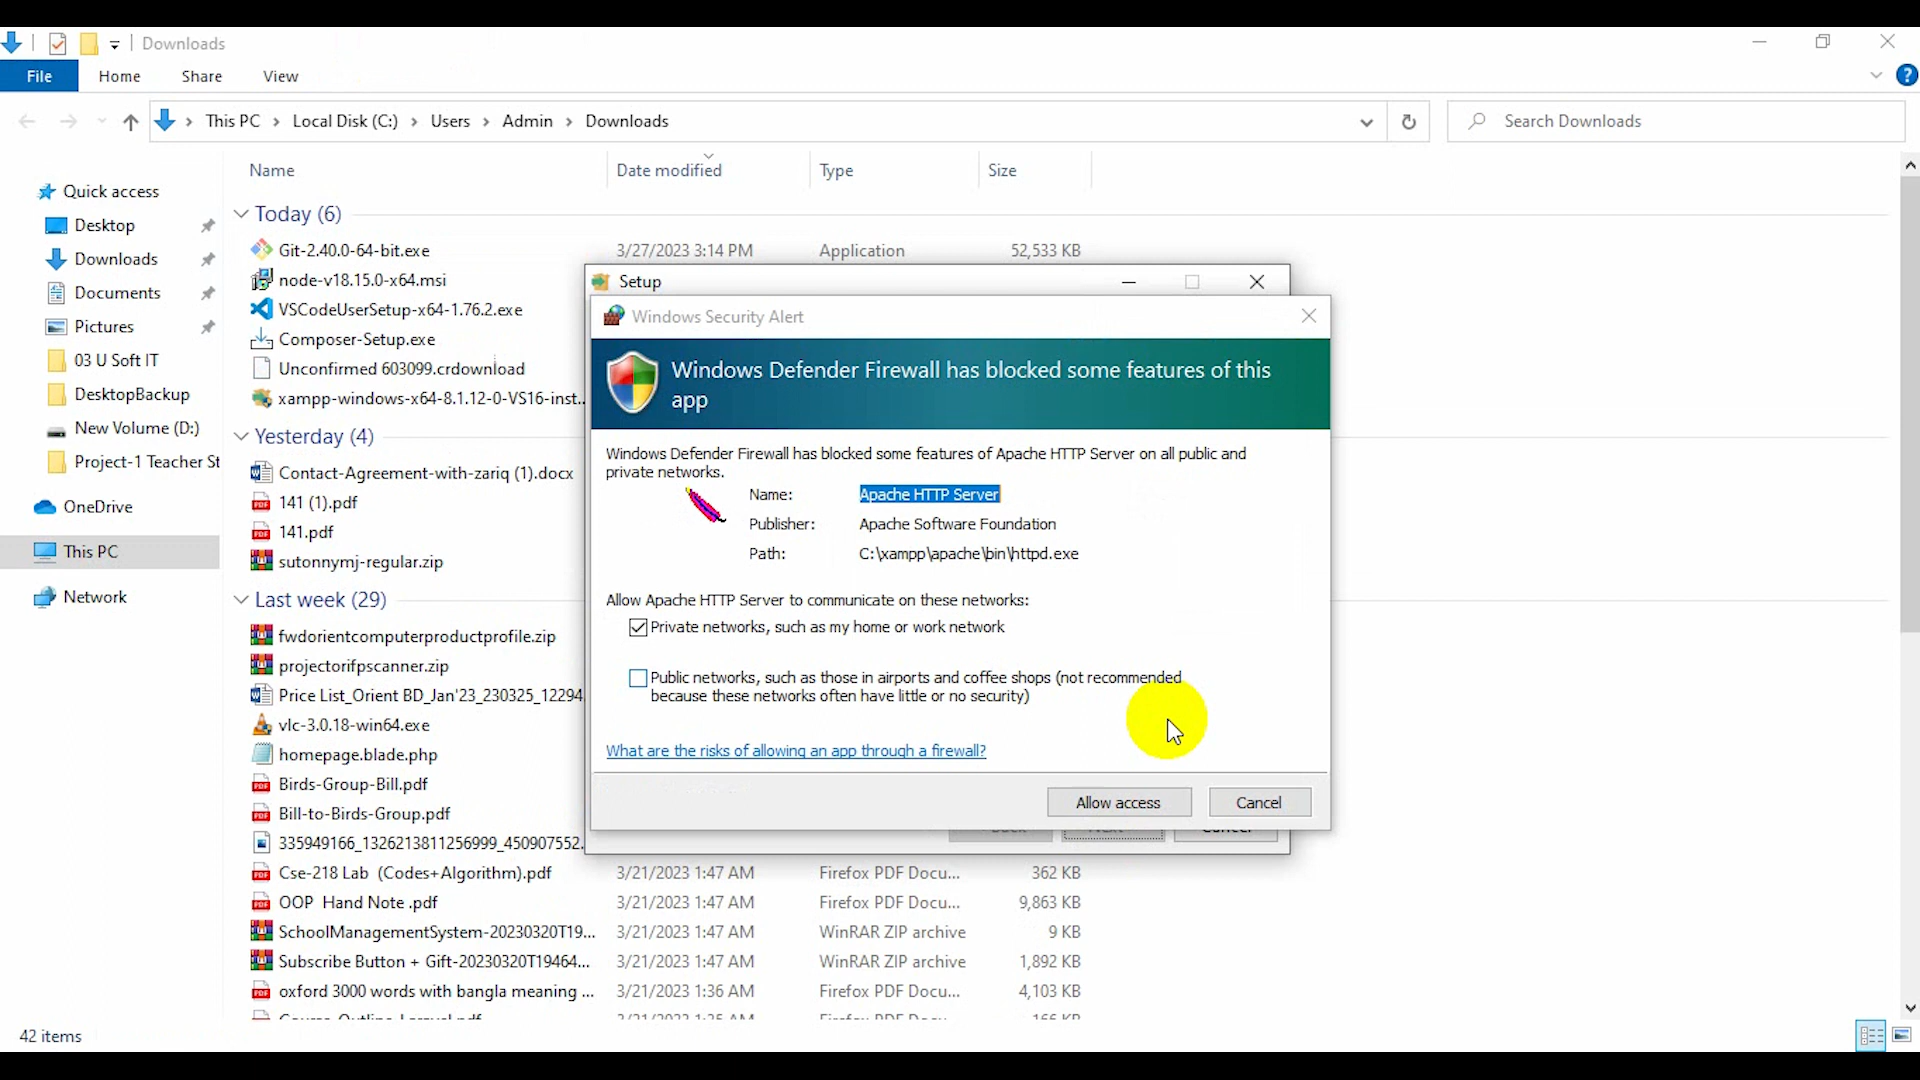 Downloads
File Home Share View
This PC Local Disk (C:) Users Admin Downloads
Search Downloads
Name Date modified Type Size
Quick access
Desktop
Downloads
Documents
Pictures
03 U Soft IT
DesktopBackup
New Volume (D:)
Project-1 Teacher St
OneDrive
This PC
Network
Today (6)
Git-2.40.0-64-bit.exe 3/27/2023 3:14 PM Application 52,533 KB
node-v18.15.0-x64.msi
VSCodeUserSetup-x64-1.76.2.exe
Composer-Setup.exe
Unconfirmed 603099.crdownload
xampp-windows-x64-8.1.12-0-VS16-inst...
Yesterday (4)
Contact-Agreement-with-zariq (1).docx
141 (1).pdf
141.pdf
sutonnymj-regular.zip
Last week (29)
fwdorientcomputerproductprofile.zip
projectorifpscanner.zip
Price List_Orient BD_Jan'23_230325_12294
vlc-3.0.18-win64.exe
homepage.blade.php
Birds-Group-Bill.pdf
Bill-to-Birds-Group.pdf
335949166_1326213811256999_450907552...
Cse-218 Lab (Codes+Algorithm).pdf 3/21/2023 1:47 AM Firefox PDF Docu... 362 KB
OOP Hand Note .pdf 3/21/2023 1:47 AM Firefox PDF Docu... 9,863 KB
SchoolManagementSystem-20230320T19... 3/21/2023 1:47 AM WinRAR ZIP archive 9 KB
Subscribe Button + Gift-20230320T19464... 3/21/2023 1:47 AM WinRAR ZIP archive 1,892 KB
oxford 3000 words with bangla meaning ... 3/21/2023 1:36 AM Firefox PDF Docu... 4,103 KB
Setup
Windows Security Alert
Windows Defender Firewall has blocked some features of this
app
Windows Defender Firewall has blocked some features of Apache HTTP Server on all public and
private networks.
Name: Apache HTTP Server
Publisher: Apache Software Foundation
Path: C:\xampp\apache\bin\httpd.exe
Allow Apache HTTP Server to communicate on these networks:
Private networks, such as my home or work network
Public networks, such as those in airports and coffee shops (not recommended
because these networks often have little or no security)
What are the risks of allowing an app through a firewall?
Allow access Cancel
42 items